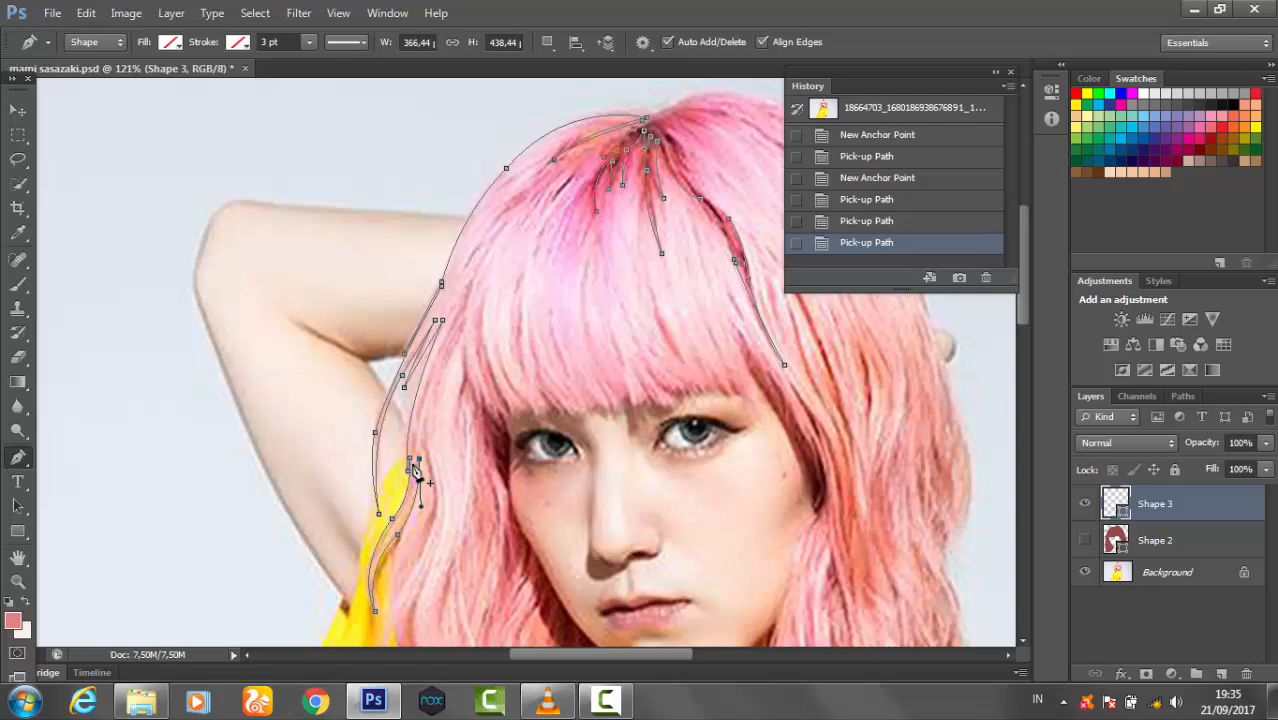 Ps File Edit Image Layer Type Select Filter View Window Help
Shape Fill: Stroke: 3 pt W: 366,44 H: 438,44 Auto Add/Delete Align Edges Essentials
mami sasazaki.psd @ 121% (Shape 3, RGB/8) * ×
History
18664703_1680186938676891_1...
New Anchor Point
Pick-up Path
New Anchor Point
Pick-up Path
Pick-up Path
Pick-up Path
Color Swatches
Adjustments Styles
Add an adjustment
Layers Channels Paths
Kind
Normal Opacity: 100%
Lock: Fill: 100%
Shape 3
Shape 2
Background
Doc: 7,50M/7,50M
ridge Timeline
IN 19:35
21/09/2017